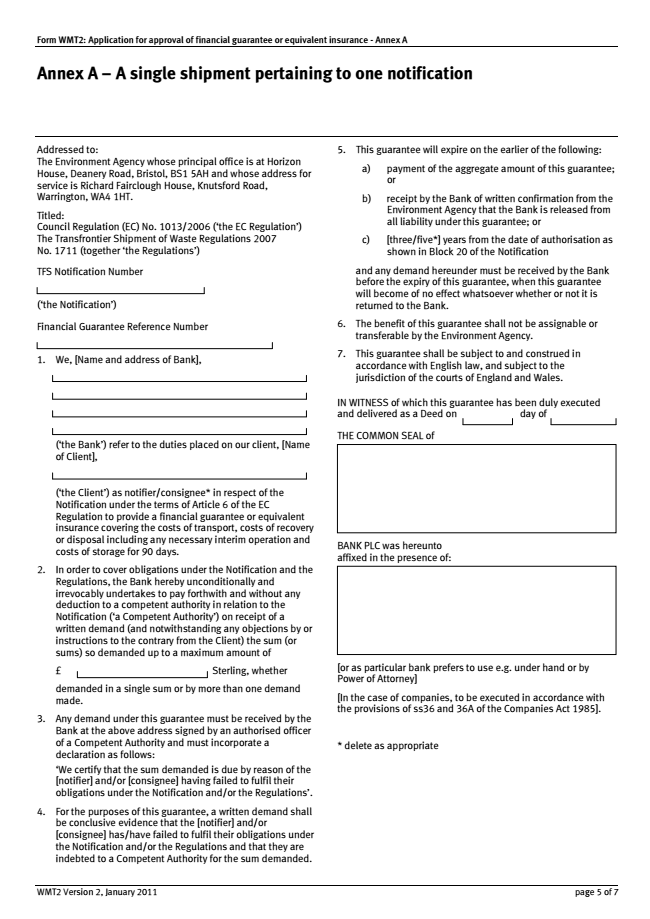 Form WMT2: Application for approval of financial guarantee or equivalent insurance - Annex A
Annex A – A single shipment pertaining to one notification
Addressed to:
The Environment Agency whose principal office is at Horizon
House, Deanery Road, Bristol, BS1 5AH and whose address for
service is Richard Fairclough House, Knutsford Road,
Warrington, WA4 1HT.
Titled:
Council Regulation (EC) No. 1013/2006 (‘the EC Regulation’)
The Transfrontier Shipment of Waste Regulations 2007
No. 1711 (together ‘the Regulations’)
TFS Notification Number
(‘the Notification’)
Financial Guarantee Reference Number
1. We, [Name and address of Bank],
(‘the Bank’) refer to the duties placed on our client, [Name
of Client],
(‘the Client’) as notifier/consignee* in respect of the
Notification under the terms of Article 6 of the EC
Regulation to provide a financial guarantee or equivalent
insurance covering the costs of transport, costs of recovery
or disposal including any necessary interim operation and
costs of storage for 90 days.
2. In order to cover obligations under the Notification and the
Regulations, the Bank hereby unconditionally and
irrevocably undertakes to pay forthwith and without any
deduction to a competent authority in relation to the
Notification (‘a Competent Authority’) on receipt of a
written demand (and notwithstanding any objections by or
instructions to the contrary from the Client) the sum (or
sums) so demanded up to a maximum amount of
£ Sterling, whether
demanded in a single sum or by more than one demand
made.
3. Any demand under this guarantee must be received by the
Bank at the above address signed by an authorised officer
of a Competent Authority and must incorporate a
declaration as follows:
‘We certify that the sum demanded is due by reason of the
[notifier] and/or [consignee] having failed to fulfil their
obligations under the Notification and/or the Regulations’.
4. For the purposes of this guarantee, a written demand shall
be conclusive evidence that the [notifier] and/or
[consignee] has/have failed to fulfil their obligations under
the Notification and/or the Regulations and that they are
indebted to a Competent Authority for the sum demanded.
5. This guarantee will expire on the earlier of the following:
a) payment of the aggregate amount of this guarantee;
or
b) receipt by the Bank of written confirmation from the
Environment Agency that the Bank is released from
all liability under this guarantee; or
c) [three/five*] years from the date of authorisation as
shown in Block 20 of the Notification
and any demand hereunder must be received by the Bank
before the expiry of this guarantee, when this guarantee
will become of no effect whatsoever whether or not it is
returned to the Bank.
6. The benefit of this guarantee shall not be assignable or
transferable by the Environment Agency.
7. This guarantee shall be subject to and construed in
accordance with English law, and subject to the
jurisdiction of the courts of England and Wales.
IN WITNESS of which this guarantee has been duly executed
and delivered as a Deed on day of
THE COMMON SEAL of
BANK PLC was hereunto
affixed in the presence of:
[or as particular bank prefers to use e.g. under hand or by
Power of Attorney]
[In the case of companies, to be executed in accordance with
the provisions of ss36 and 36A of the Companies Act 1985].
* delete as appropriate
WMT2 Version 2, January 2011
page 5 of 7